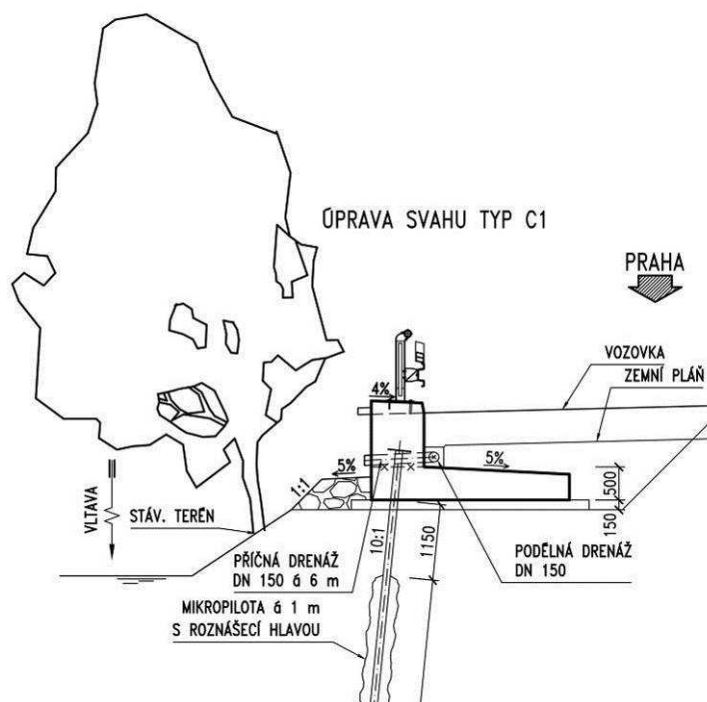 ÚPRAVA SVAHU TYP C1
PRAHA
VOZOVKA
ZEMNÍ PLÁŇ
4%
5%
5%
1:1
VLTAVA
STÁV. TERÉN
500
150
10:1
1150
PŘÍČNÁ DRENÁŽ
DN 150 á 6 m
PODÉLNÁ DRENÁŽ
DN 150
MIKROPILOTA á 1 m
S ROZNÁŠECÍ HLAVOU